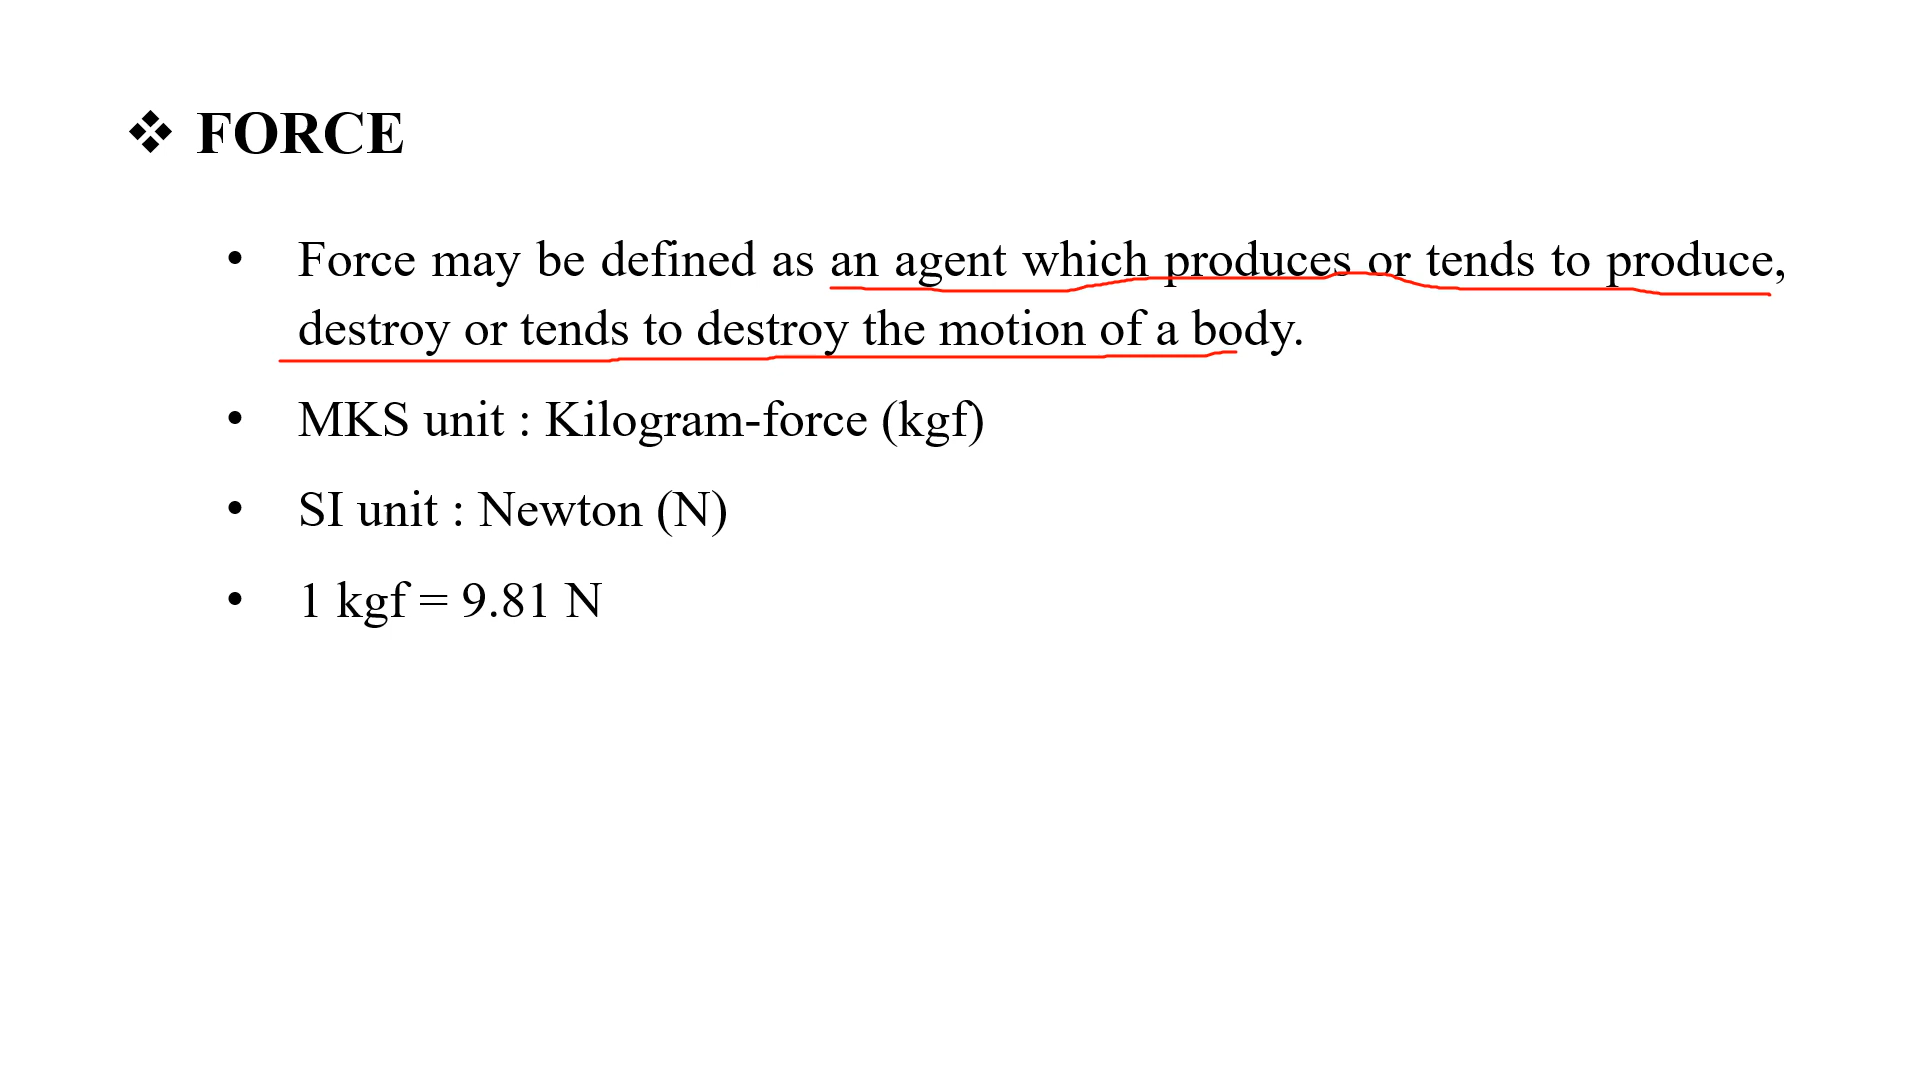 ❖ FORCE
• Force may be defined as an agent which produces or tends to produce,
destroy or tends to destroy the motion of a body.
• MKS unit : Kilogram-force (kgf)
• SI unit : Newton (N)
• 1 kgf = 9.81 N